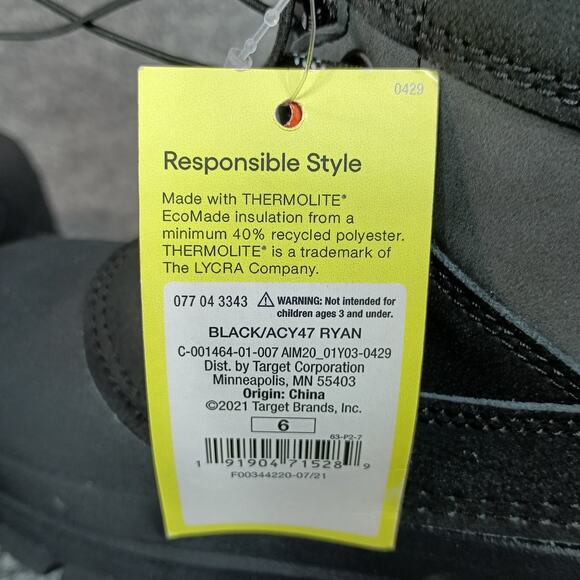 0429
Responsible Style
Made with THERMOLITE®
EcoMade insulation from a
minimum 40% recycled polyester.
THERMOLITE® is a trademark of
The LYCRA Company.
077 04 3343 ⚠ WARNING: Not intended for
children ages 3 and under.
BLACK/ACY47 RYAN
C-001464-01-007 AIM20_01Y03-0429
Dist. by Target Corporation
Minneapolis, MN 55403
Origin: China
©2021 Target Brands, Inc.
6
63-P2-7
1 91904 71528 9
F00344220-07/21